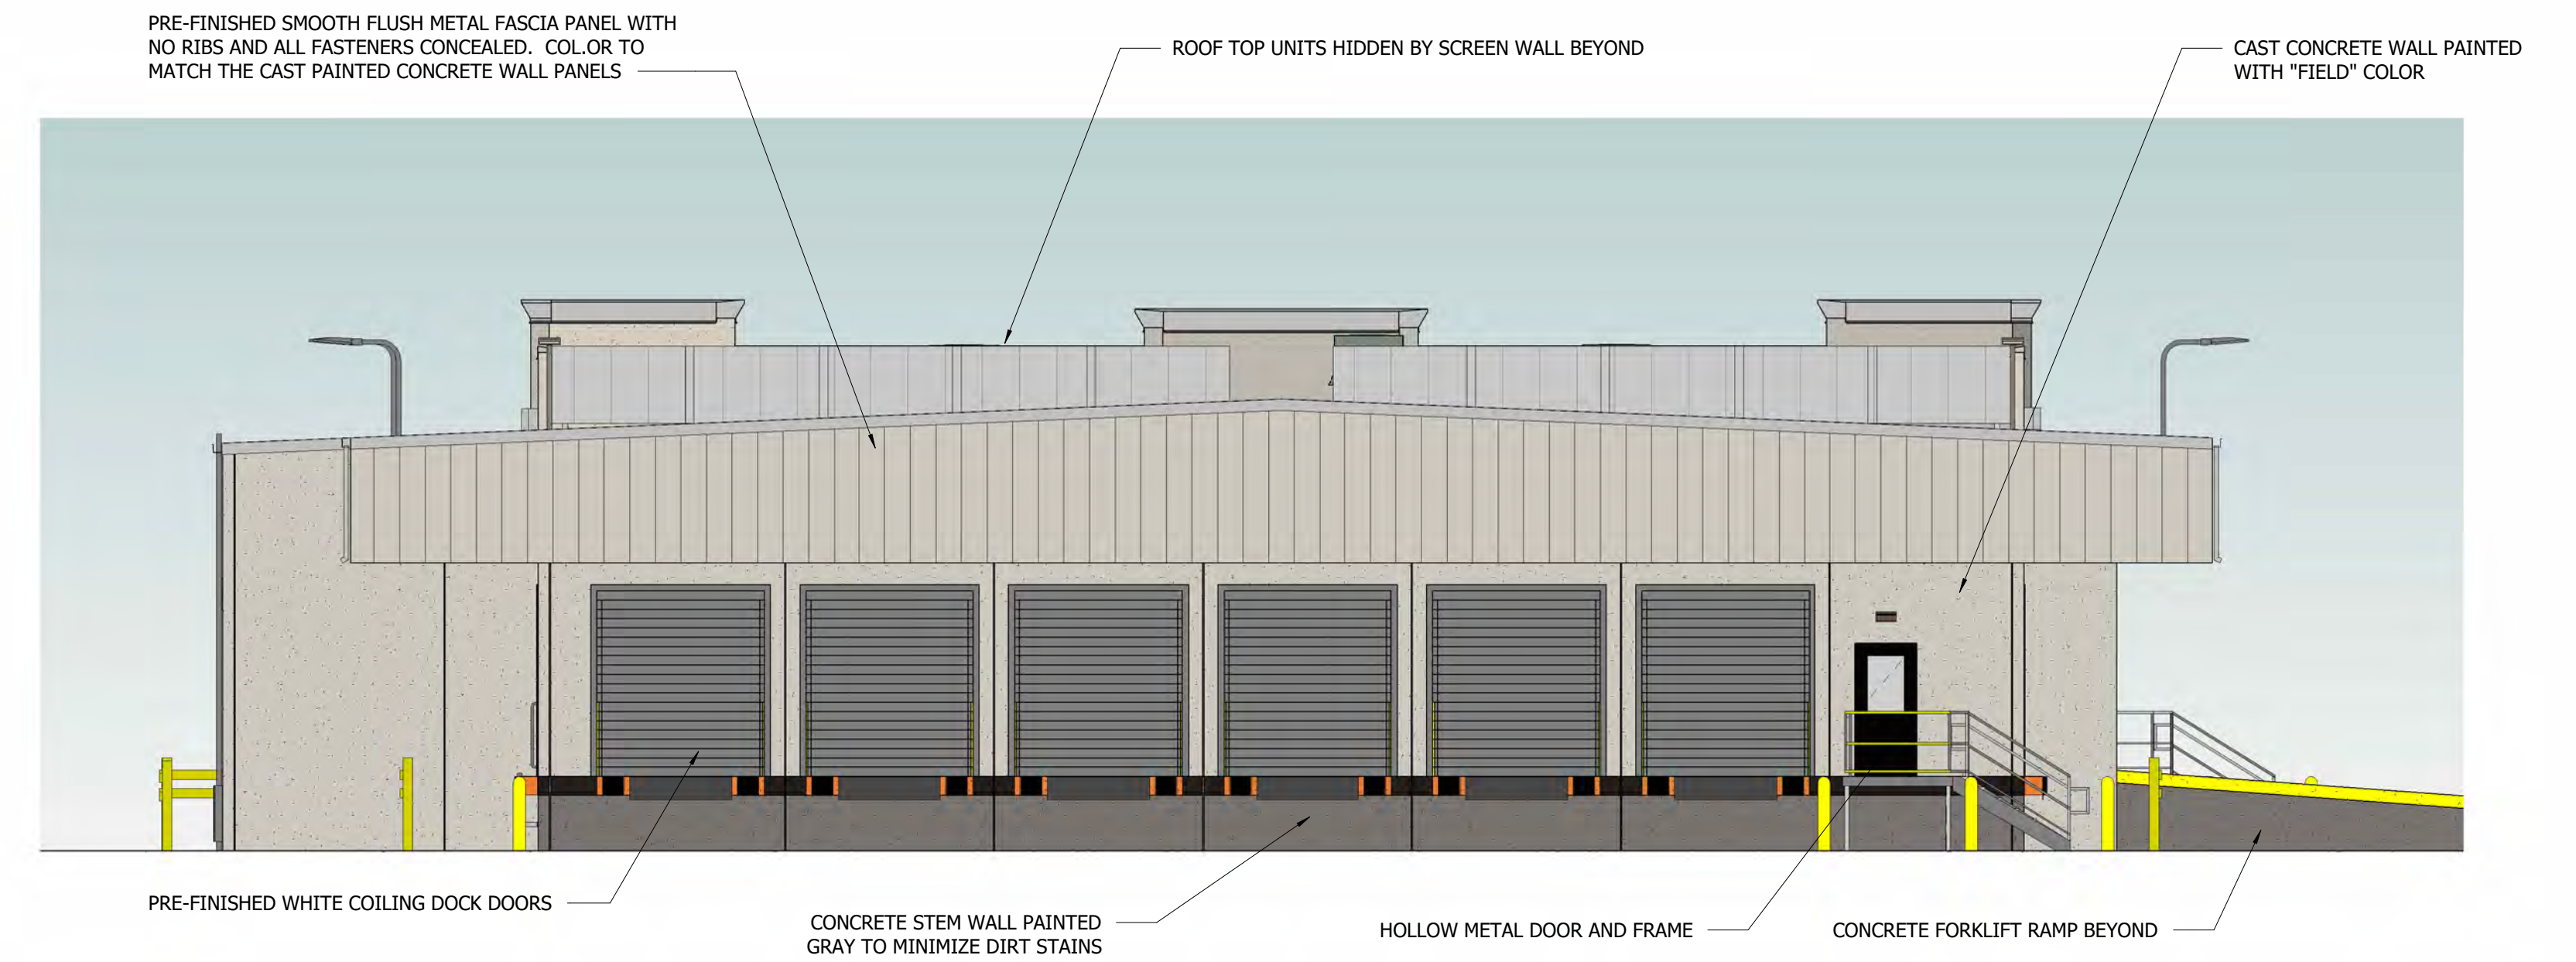 PRE-FINISHED SMOOTH FLUSH METAL FASCIA PANEL WITH
NO RIBS AND ALL FASTENERS CONCEALED.  COL.OR TO
MATCH THE CAST PAINTED CONCRETE WALL PANELS
ROOF TOP UNITS HIDDEN BY SCREEN WALL BEYOND
CAST CONCRETE WALL PAINTED
WITH "FIELD" COLOR
PRE-FINISHED WHITE COILING DOCK DOORS
CONCRETE STEM WALL PAINTED
GRAY TO MINIMIZE DIRT STAINS
HOLLOW METAL DOOR AND FRAME
CONCRETE FORKLIFT RAMP BEYOND